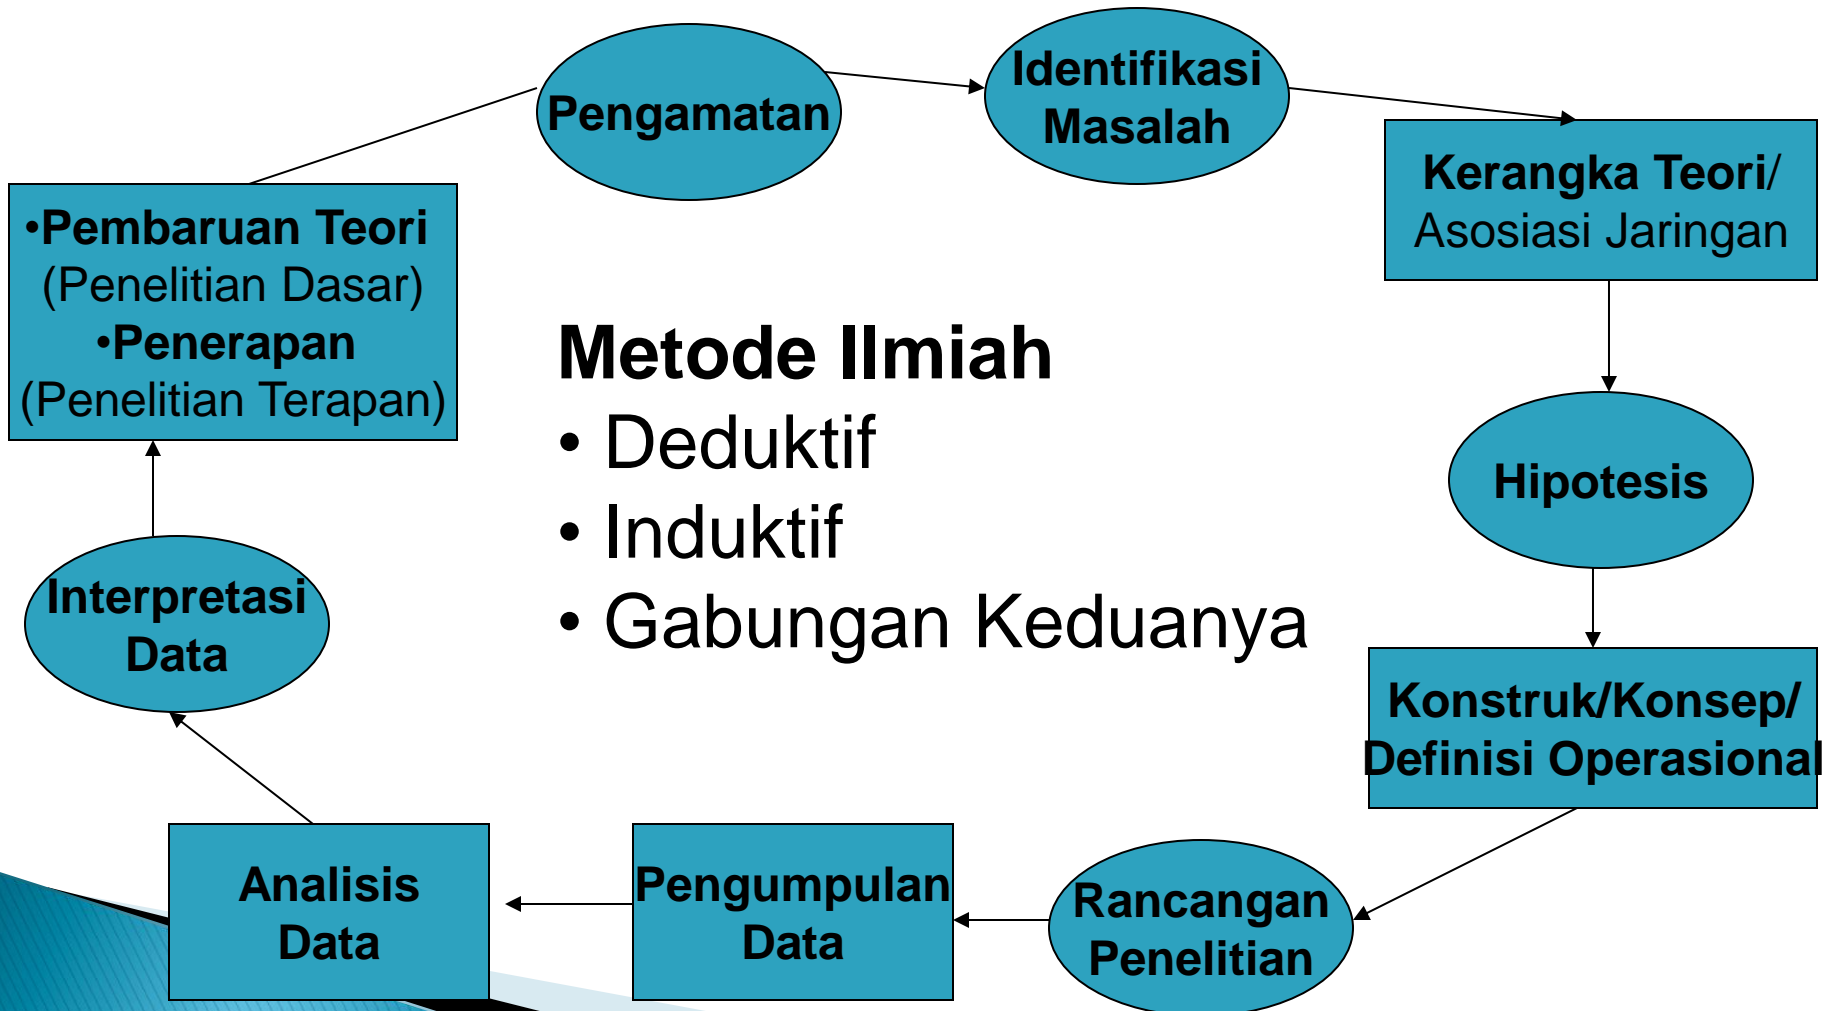 Pengamatan
Identifikasi
Masalah
Kerangka Teori/
Asosiasi Jaringan
Hipotesis
Konstruk/Konsep/
Definisi Operasional
Rancangan
Penelitian
Pengumpulan
Data
Analisis
Data
Interpretasi
Data
•Pembaruan Teori
(Penelitian Dasar)
•Penerapan
(Penelitian Terapan)
Metode Ilmiah
• Deduktif
• Induktif
• Gabungan Keduanya